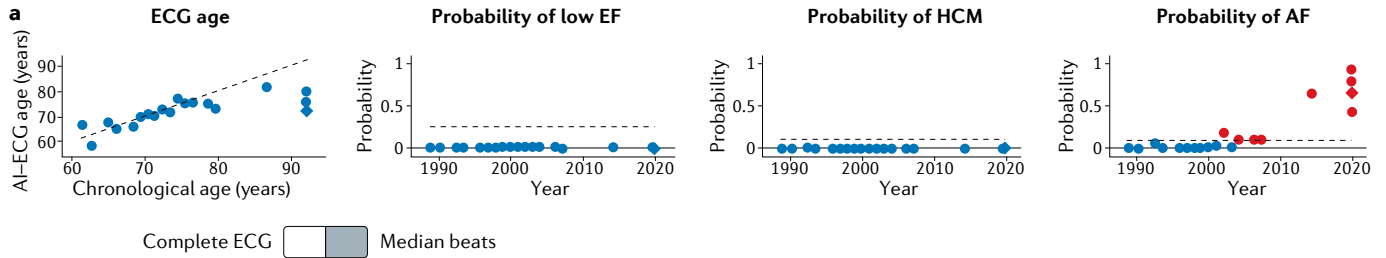 a
ECG age
Probability of low EF
Probability of HCM
Probability of AF
AI–ECG age (years)
90
80
70
60
60
70
80
90
Chronological age (years)
Probability
1
0.5
0
1990
2000
2010
2020
Year
Probability
1
0.5
0
1990
2000
2010
2020
Year
Probability
1
0.5
0
1990
2000
2010
2020
Year
Complete ECG
Median beats